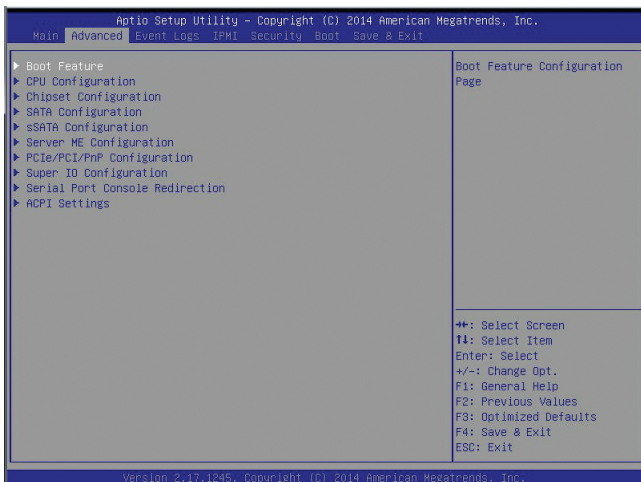 Aptio Setup Utility – Copyright (C) 2014 American Megatrends, Inc.
Main Advanced Event Logs IPMI Security Boot Save & Exit
▶ Boot Feature
▶ CPU Configuration
▶ Chipset Configuration
▶ SATA Configuration
▶ sSATA Configuration
▶ Server ME Configuration
▶ PCIe/PCI/PnP Configuration
▶ Super IO Configuration
▶ Serial Port Console Redirection
▶ ACPI Settings
Boot Feature Configuration
Page
→←: Select Screen
↑↓: Select Item
Enter: Select
+/-: Change Opt.
F1: General Help
F2: Previous Values
F3: Optimized Defaults
F4: Save & Exit
ESC: Exit
Version 2.17.1245. Copyright (C) 2014 American Megatrends, Inc.